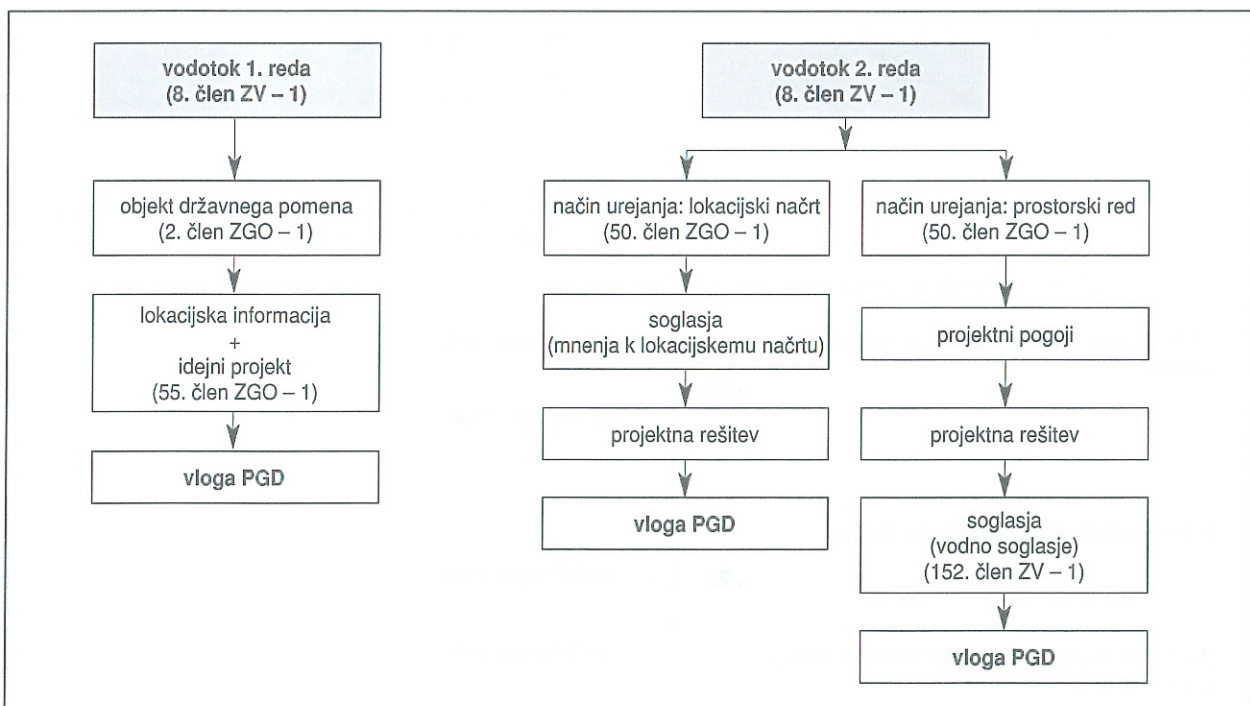 vodotok 1. reda
(8. člen ZV – 1)
objekt državnega pomena
(2. člen ZGO – 1)
lokacijska informacija
+
idejni projekt
(55. člen ZGO – 1)
vloga PGD
vodotok 2. reda
(8. člen ZV – 1)
način urejanja: lokacijski načrt
(50. člen ZGO – 1)
soglasja
(mnenja k lokacijskemu načrtu)
projektna rešitev
vloga PGD
način urejanja: prostorski red
(50. člen ZGO – 1)
projektni pogoji
projektna rešitev
soglasja
(vodno soglasje)
(152. člen ZV – 1)
vloga PGD